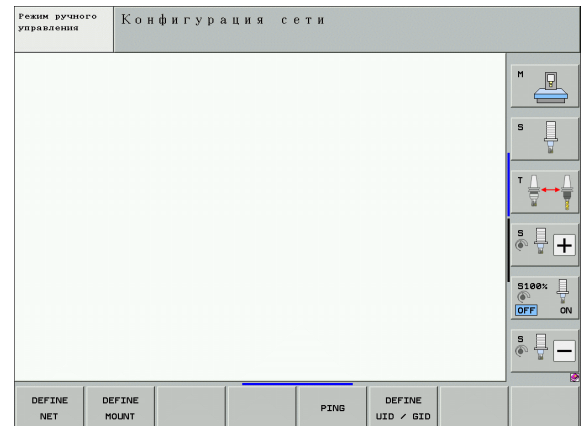 Режим ручного
управления
Конфигурация сети
M
S
T
S
+
S100%
OFF ON
S
−
DEFINE
NET
DEFINE
MOUNT
PING
DEFINE
UID / GID